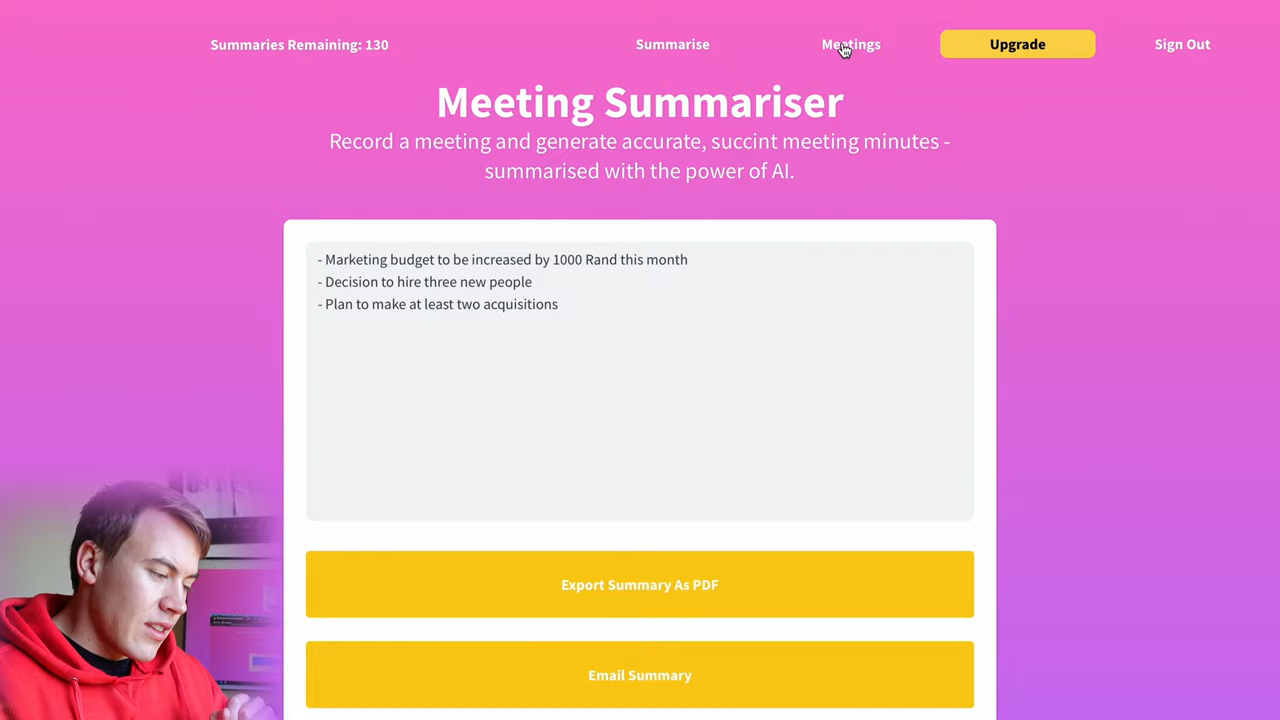 Summaries Remaining: 130
Summarise
Meetings
Upgrade
Sign Out
Meeting Summariser
Record a meeting and generate accurate, succint meeting minutes -
summarised with the power of AI.
- Marketing budget to be increased by 1000 Rand this month
- Decision to hire three new people
- Plan to make at least two acquisitions
Export Summary As PDF
Email Summary